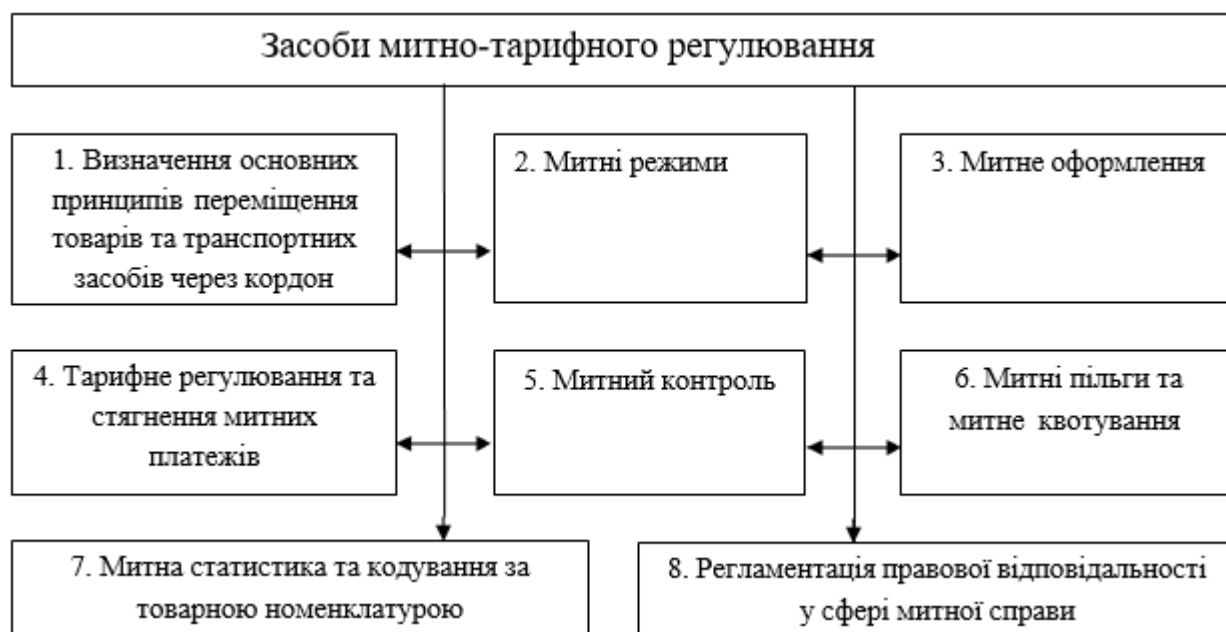 Засоби митно-тарифного регулювання
1. Визначення основних
принципів переміщення
товарів та транспортних
засобів через кордон
2. Митні режими
3. Митне оформлення
4. Тарифне регулювання та
стягнення митних
платежів
5. Митний контроль
6. Митні пільги та
митне квотування
7. Митна статистика та кодування за
товарною номенклатурою
8. Регламентація правової відповідальності
у сфері митної справи